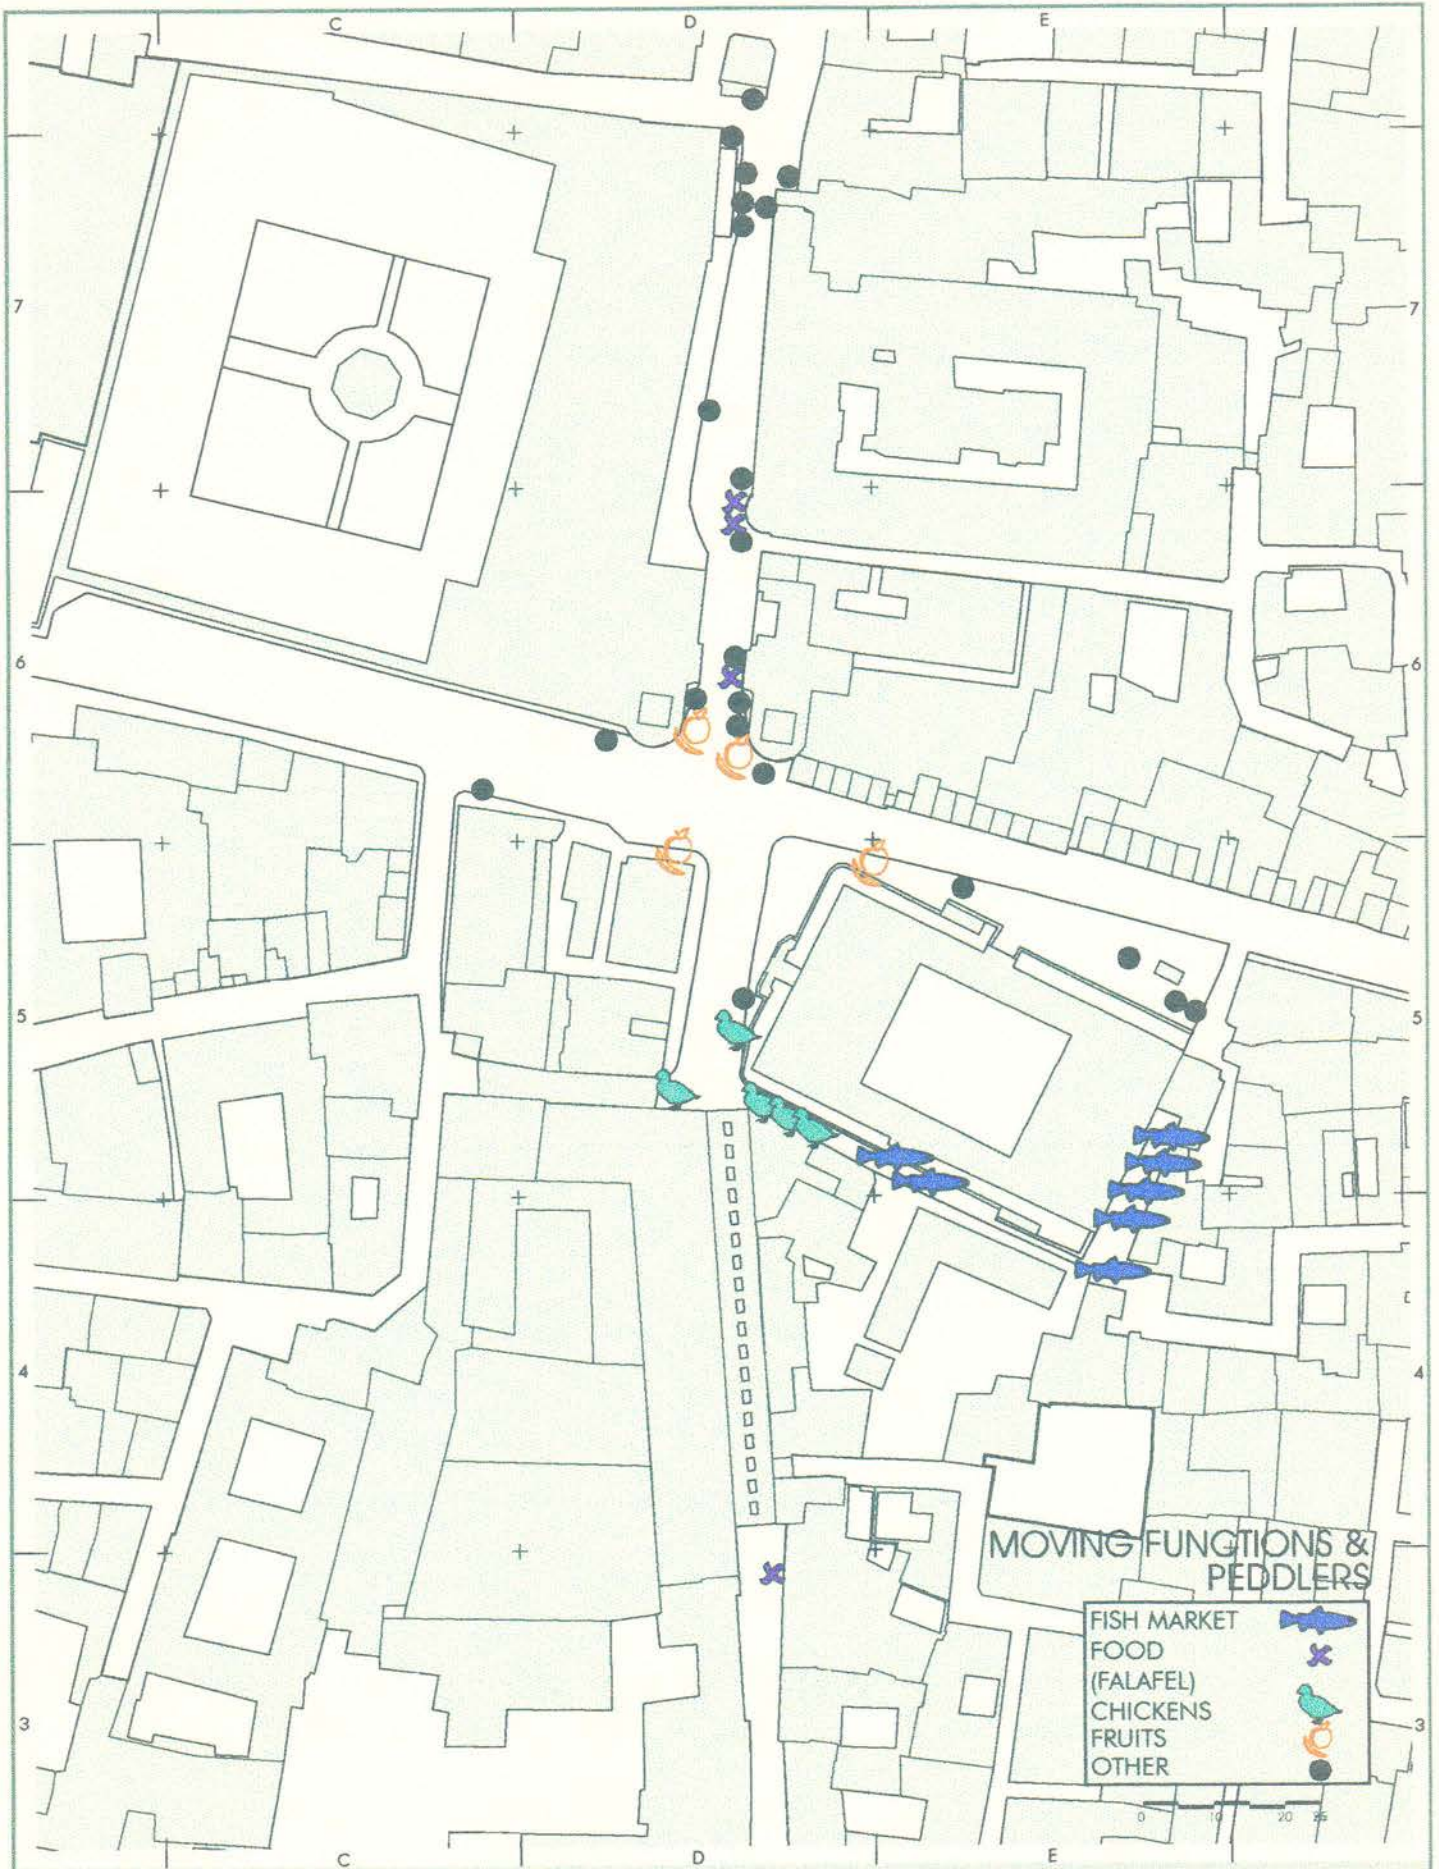 C D E
7 7
6 6
5 5
4 4
MOVING FUNCTIONS &
PEDDLERS
FISH MARKET
FOOD
(FALAFEL)
CHICKENS
FRUITS
OTHER
3 3
0 10 20 25
C D E